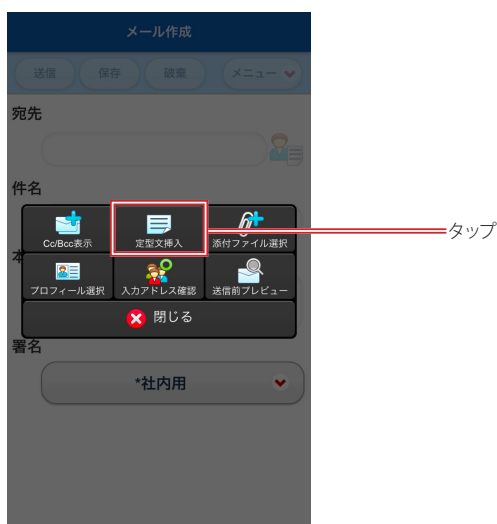 メール作成
送信 保存 破棄 メニュー
宛先
件名
Cc/Bcc表示 定型文挿入 添付ファイル選択
タップ
本
プロフィール選択 入力アドレス確認 送信前プレビュー
閉じる
署名
*社内用